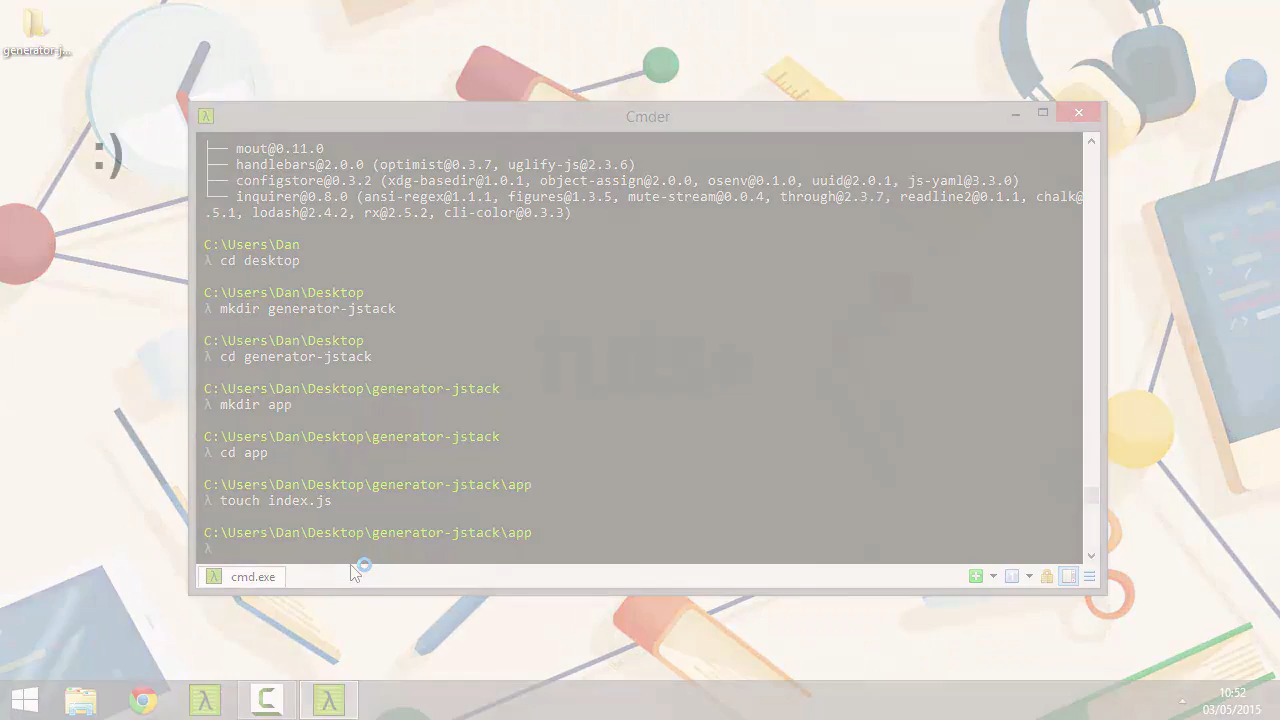 generator-j...
:)
λ
Cmder
├── mout@0.11.0
├── handlebars@2.0.0 (optimist@0.3.7, uglify-js@2.3.6)
├── configstore@0.3.2 (xdg-basedir@1.0.1, object-assign@2.0.0, osenv@0.1.0, uuid@2.0.1, js-yaml@3.3.0)
└── inquirer@0.8.0 (ansi-regex@1.1.1, figures@1.3.5, mute-stream@0.0.4, through@2.3.7, readline2@0.1.1, chalk@
.5.1, lodash@2.4.2, rx@2.5.2, cli-color@0.3.3)
C:\Users\Dan
λ cd desktop
C:\Users\Dan\Desktop
λ mkdir generator-jstack
C:\Users\Dan\Desktop
λ cd generator-jstack
C:\Users\Dan\Desktop\generator-jstack
λ mkdir app
C:\Users\Dan\Desktop\generator-jstack
λ cd app
C:\Users\Dan\Desktop\generator-jstack\app
λ touch index.js
C:\Users\Dan\Desktop\generator-jstack\app
λ
λ cmd.exe
λ
C
λ
10:52
03/05/2015